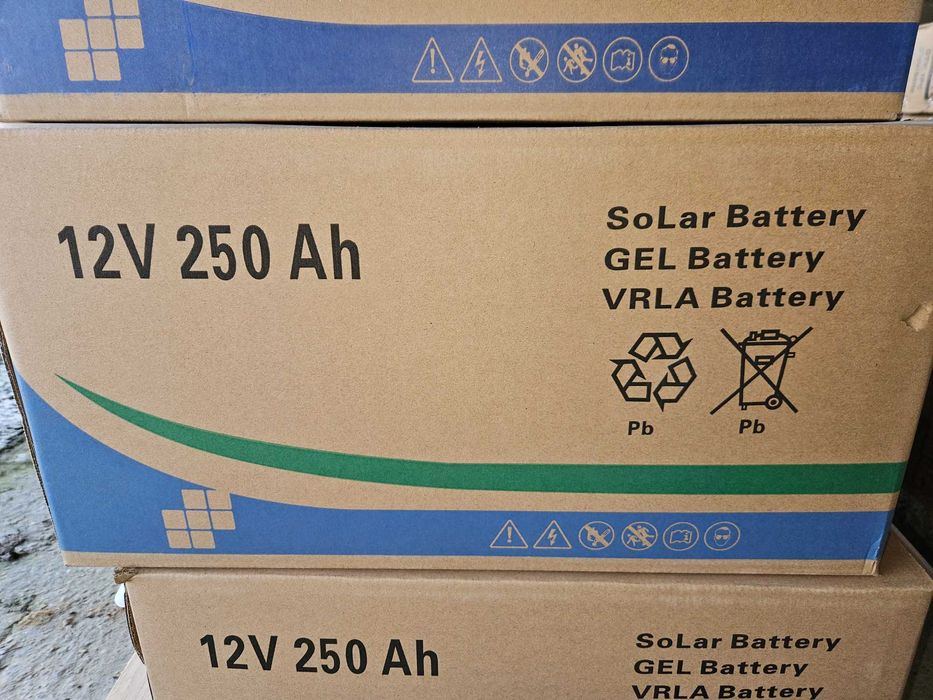 12V 250 Ah
SoLar Battery
GEL Battery
VRLA Battery
Pb
Pb
12V 250 Ah
SoLar Battery
GEL Battery
VRLA Battery